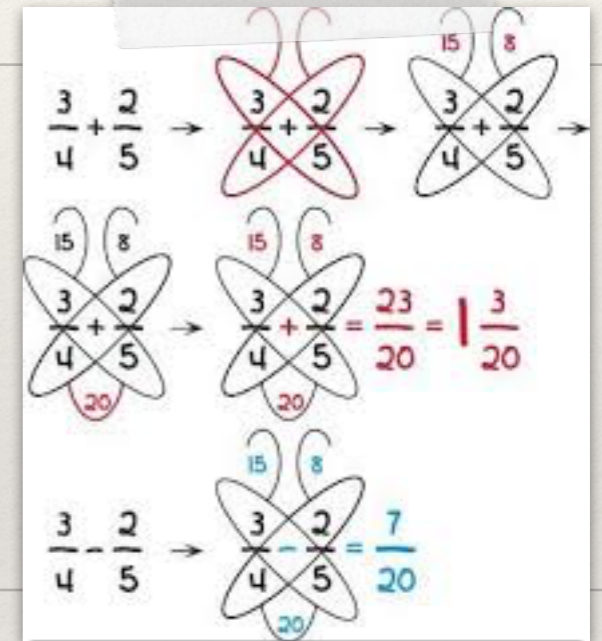 3/4 + 2/5 → 3/4 + 2/5 → 15 8 3/4 + 2/5 →
15 8 3/4 + 2/5 20 → 15 8 3/4 + 2/5 20 = 23/20 = 1 3/20
3/4 - 2/5 → 15 8 3/4 - 2/5 20 = 7/20